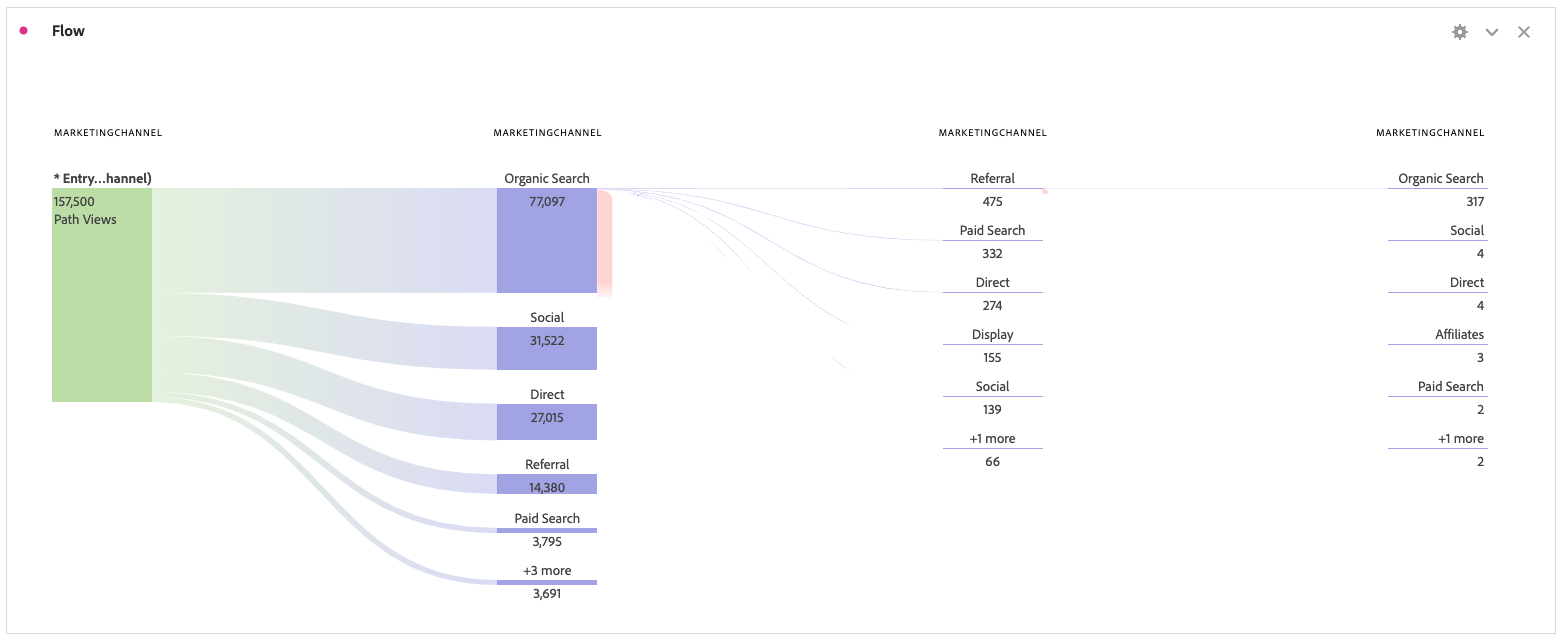 Flow
MARKETINGCHANNEL
MARKETINGCHANNEL
MARKETINGCHANNEL
MARKETINGCHANNEL
* Entry...hannel)
157,500
Path Views
Organic Search
77,097
Social
31,522
Direct
27,015
Referral
14,380
Paid Search
3,795
+3 more
3,691
Referral
475
Paid Search
332
Direct
274
Display
155
Social
139
+1 more
66
Organic Search
317
Social
4
Direct
4
Affiliates
3
Paid Search
2
+1 more
2